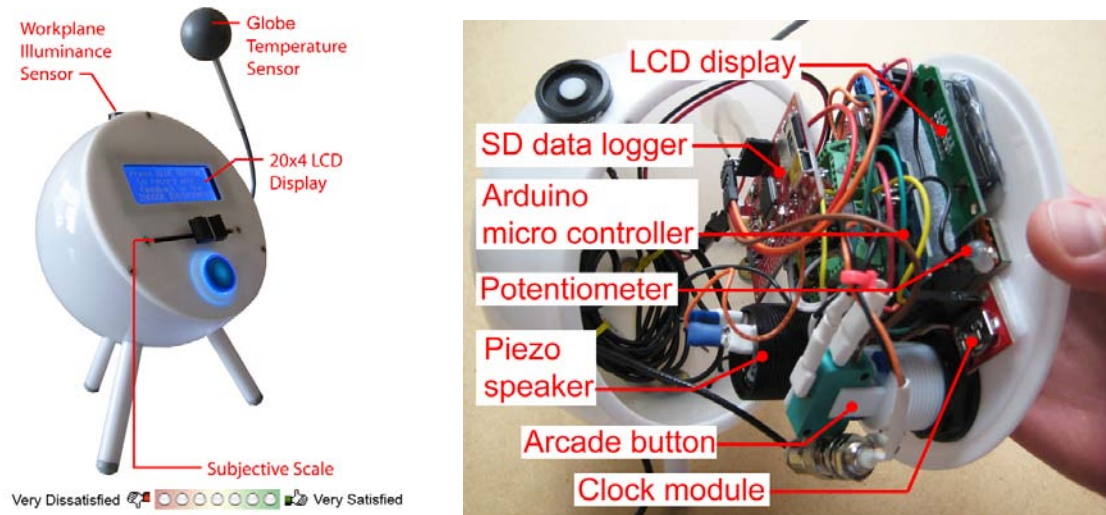 Workplane
Illuminance
Sensor
Globe
Temperature
Sensor
20x4 LCD
Display
Subjective Scale
Very Dissatisfied
Very Satisfied
LCD display
SD data logger
Arduino
micro controller
Potentiometer
Piezo
speaker
Arcade button
Clock module